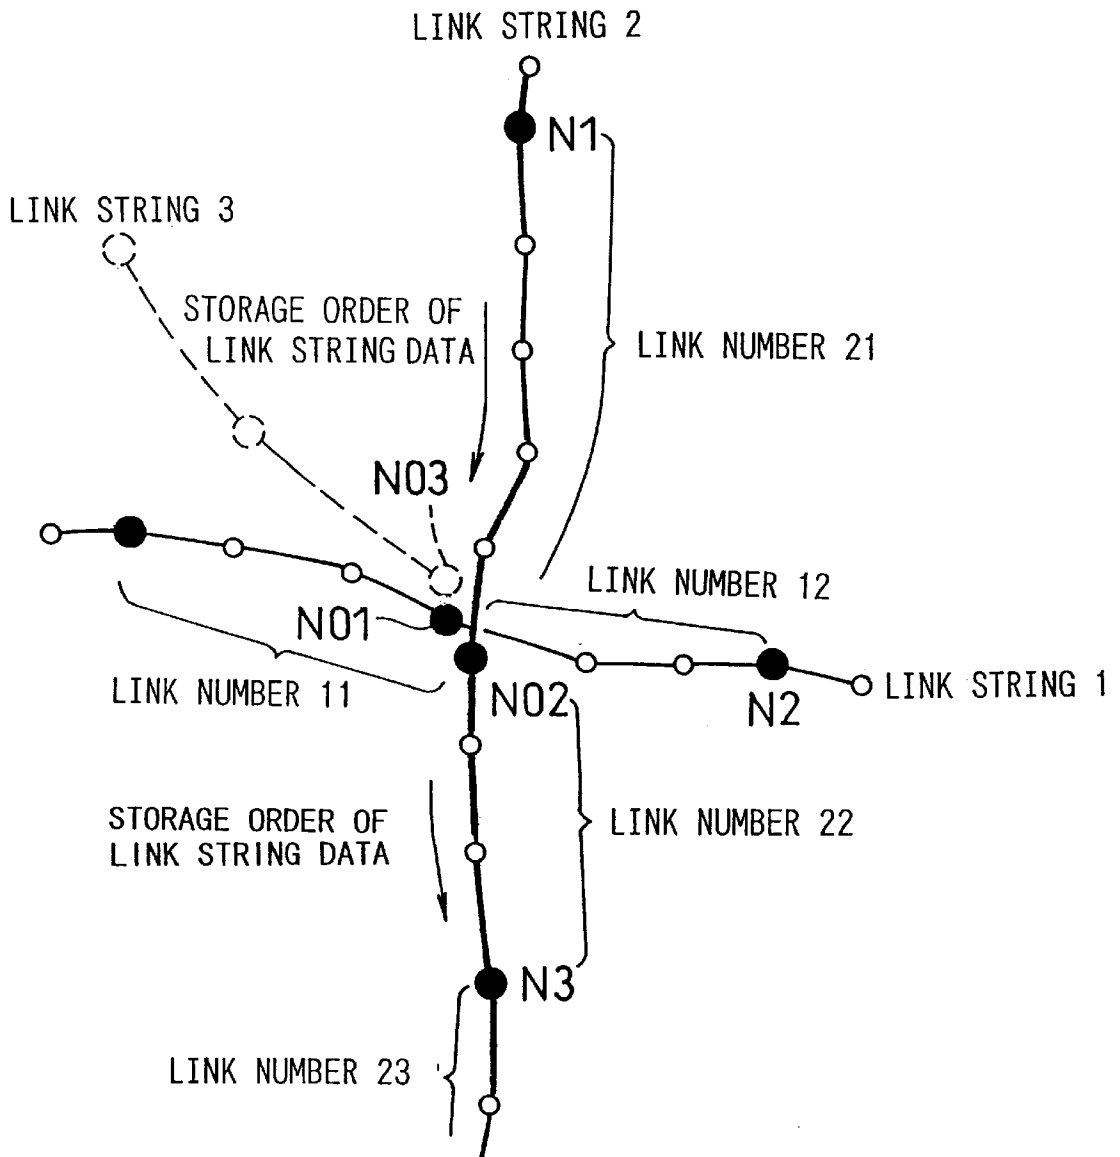 LINK STRING 2
N1
LINK STRING 3
STORAGE ORDER OF
LINK STRING DATA
LINK NUMBER 21
N03
LINK NUMBER 12
N01
LINK NUMBER 11
N02
N2
LINK STRING 1
STORAGE ORDER OF
LINK STRING DATA
LINK NUMBER 22
N3
LINK NUMBER 23